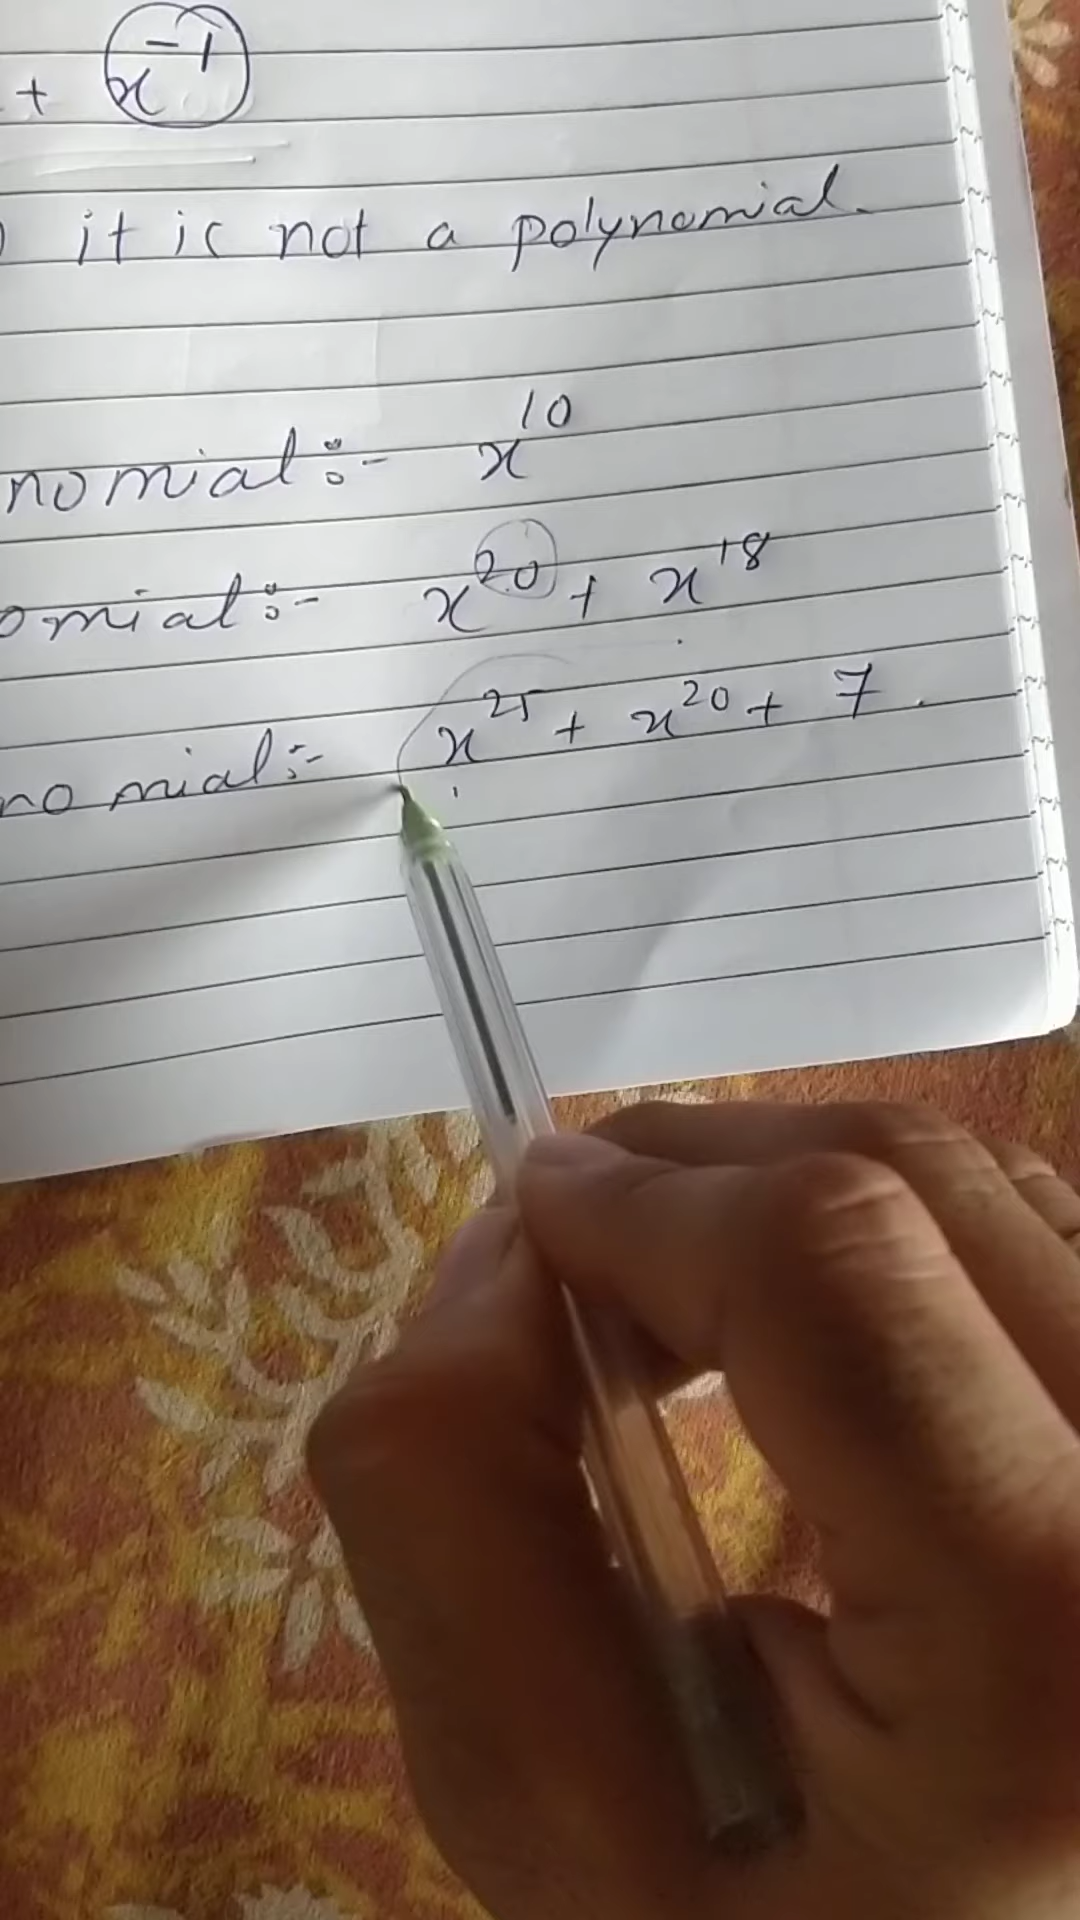 + x⁻¹
it is not a polynomial.
nomial:- x¹⁰
omial:- x²⁰ + x¹⁸
nomial:- x²⁵ + x²⁰ + 7.